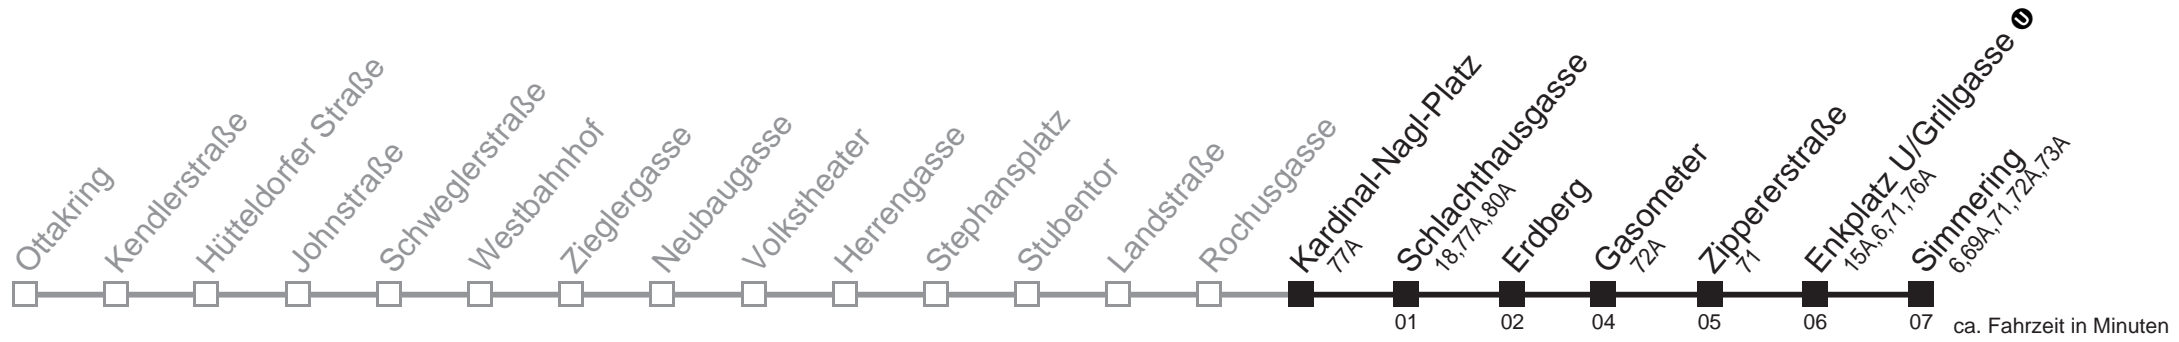 Ottakring
Kendlerstraße
Hütteldorfer Straße
Johnstraße
Schweglerstraße
Westbahnhof
Zieglergasse
Neubaugasse
Volkstheater
Herrengasse
Stephansplatz
Stubentor
Landstraße
Rochusgasse
Kardinal-Nagl-Platz
77A
Schlachthausgasse
18,77A,80A
Erdberg
Gasometer
72A
Zippererstraße
71
Enkplatz U/Grillgasse U
15A,6,71,76A
Simmering
6,69A,71,72A,73A
01 02 04 05 06 07 ca. Fahrzeit in Minuten